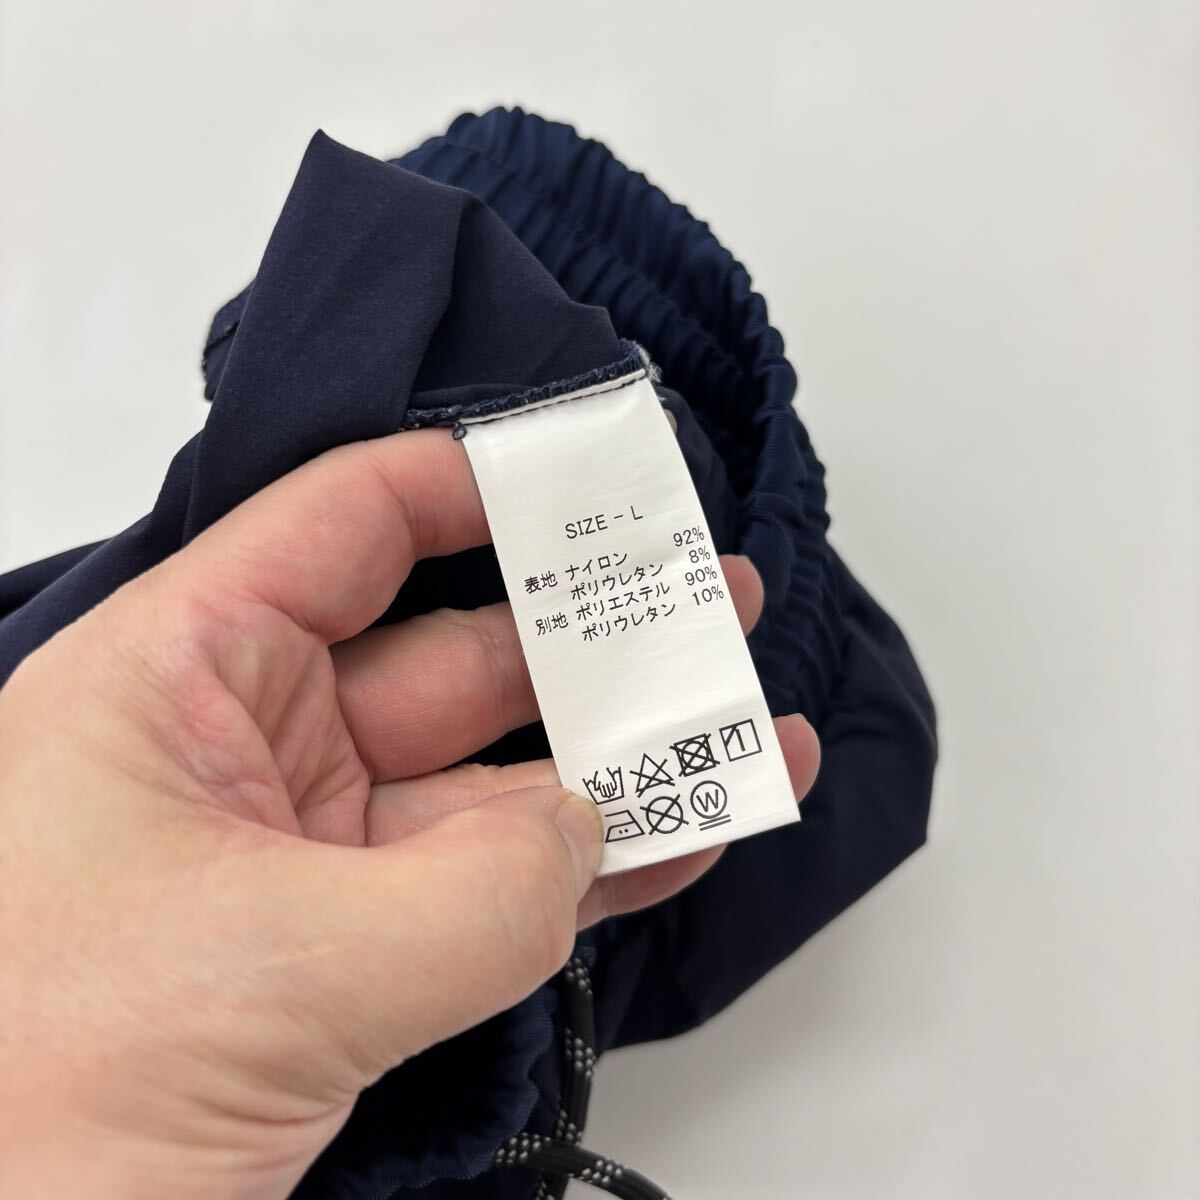 SIZE - L
表地 ナイロン 92%
ポリウレタン 8%
別地 ポリエステル 90%
ポリウレタン 10%
W